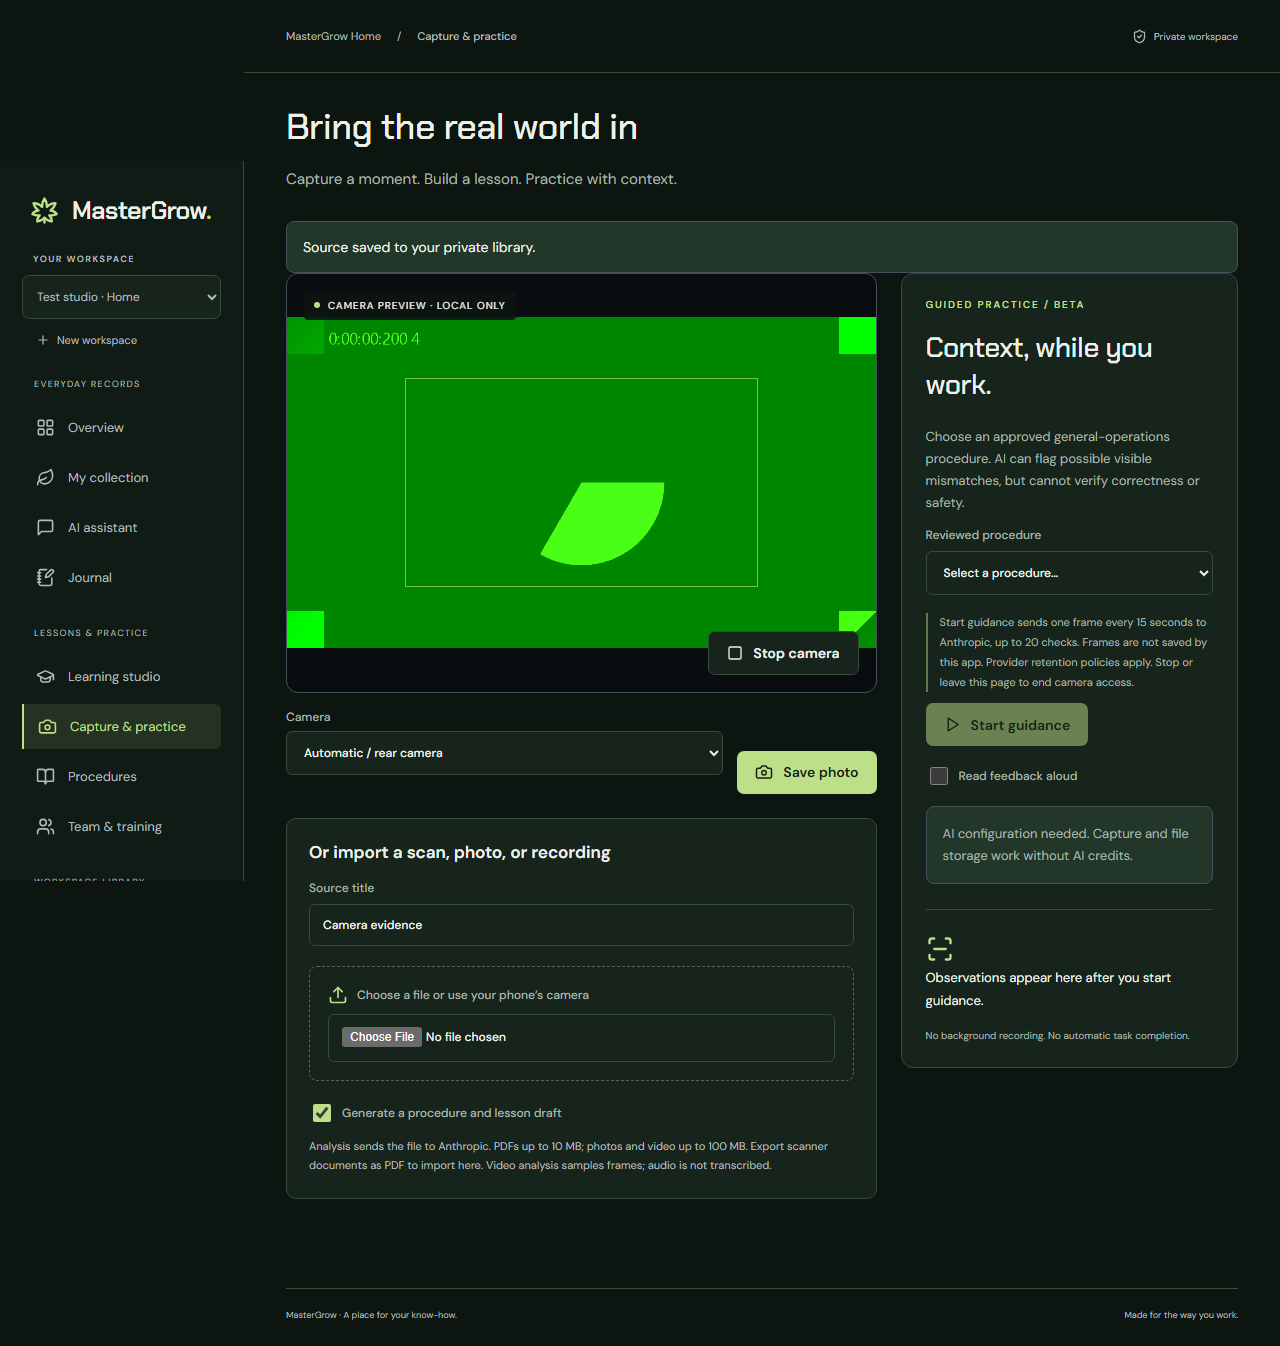 MasterGrow Home / Capture & practice
Private workspace
Bring the real world in
Capture a moment. Build a lesson. Practice with context.
MasterGrow.
YOUR WORKSPACE
Test studio · Home
New workspace
EVERYDAY RECORDS
Overview
My collection
AI assistant
Journal
LESSONS & PRACTICE
Learning studio
Capture & practice
Procedures
Team & training
Source saved to your private library.
CAMERA PREVIEW · LOCAL ONLY
0:00:00:200 4
Stop camera
Camera
Automatic / rear camera
Save photo
Or import a scan, photo, or recording
Source title
Camera evidence
Choose a file or use your phone's camera
Choose File No file chosen
Generate a procedure and lesson draft
Analysis sends the file to Anthropic. PDFs up to 10 MB; photos and video up to 100 MB. Export scanner
documents as PDF to import here. Video analysis samples frames; audio is not transcribed.
GUIDED PRACTICE / BETA
Context, while you
work.
Choose an approved general-operations
procedure. AI can flag possible visible
mismatches, but cannot verify correctness or
safety.
Reviewed procedure
Select a procedure…
Start guidance sends one frame every 15 seconds to
Anthropic, up to 20 checks. Frames are not saved by
this app. Provider retention policies apply. Stop or
leave this page to end camera access.
Start guidance
Read feedback aloud
AI configuration needed. Capture and file
storage work without AI credits.
Observations appear here after you start
guidance.
No background recording. No automatic task completion.
MasterGrow · A place for your know-how.
Made for the way you work.